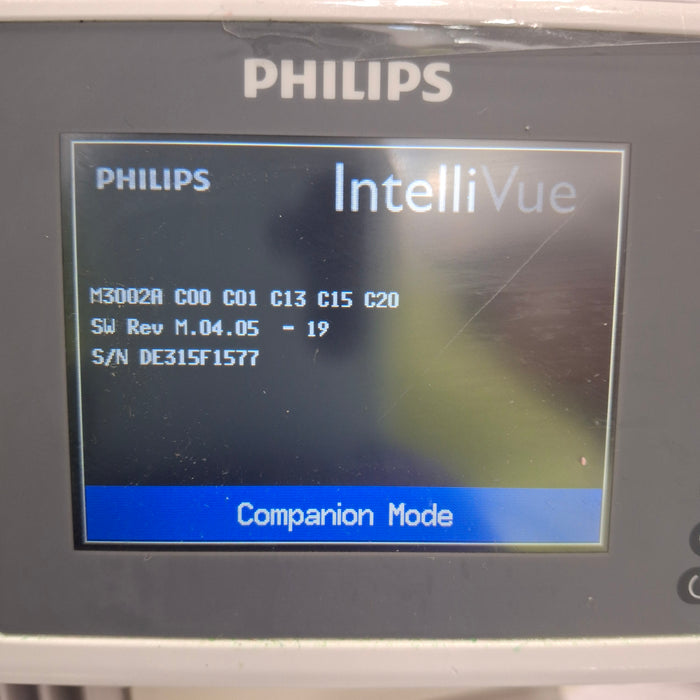 PHILIPS
PHILIPS IntelliVue
M3002A C00 C01 C13 C15 C20
SW Rev M.04.05 - 19
S/N DE315F1577
Companion Mode